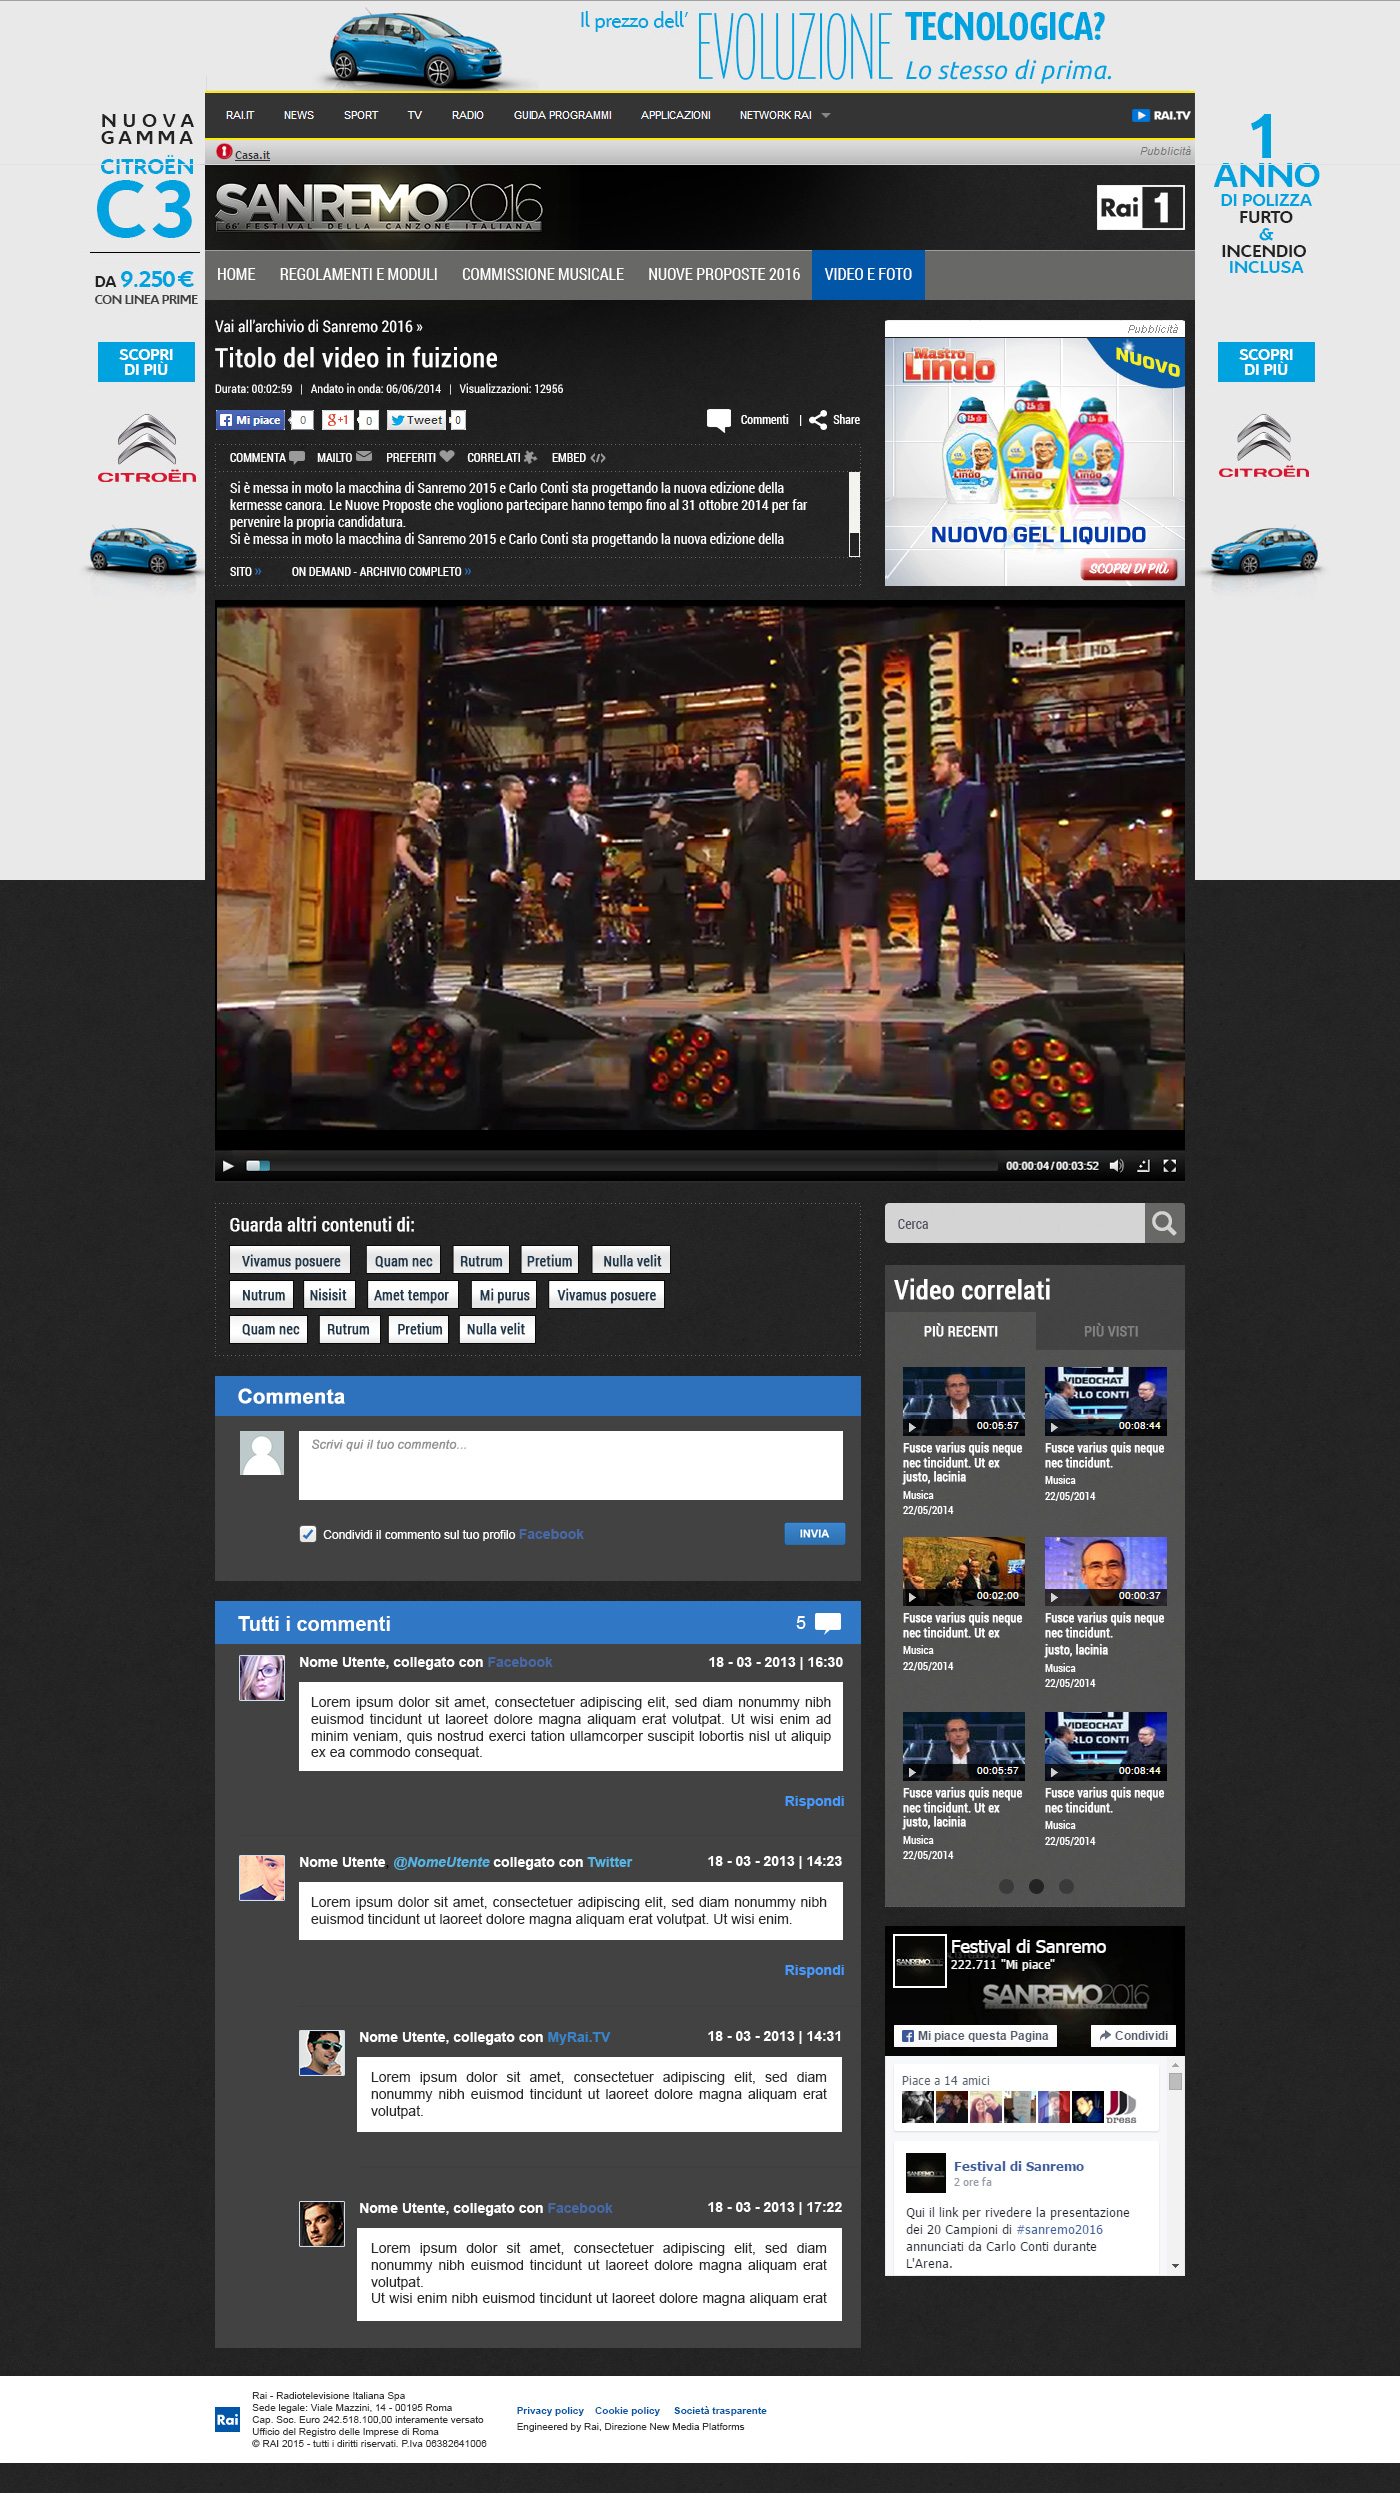 Il prezzo dell' EVOLUZIONE TECNOLOGICA?
Lo stesso di prima.
NUOVA
GAMMA
CITROËN
C3
DA 9.250€
CON LINEA PRIME
SCOPRI
DI PIÙ
CITROËN
1
ANNO
DI POLIZZA
FURTO
&
INCENDIO
INCLUSA
SCOPRI
DI PIÙ
CITROËN
RAI.IT NEWS SPORT TV RADIO GUIDA PROGRAMMI APPLICAZIONI NETWORK RAI RAI.TV
Casa.it Pubblicità
SANREMO2016
66° FESTIVAL DELLA CANZONE ITALIANA
Rai 1
HOME REGOLAMENTI E MODULI COMMISSIONE MUSICALE NUOVE PROPOSTE 2016 VIDEO E FOTO
Vai all'archivio di Sanremo 2016 »
Titolo del video in fuizione
Durata: 00:02:59 | Andato in onda: 06/06/2014 | Visualizzazioni: 12956
Mi piace 0 g+1 0 Tweet 0 Commenti | Share
COMMENTA MAILTO PREFERITI CORRELATI EMBED
Si è messa in moto la macchina di Sanremo 2015 e Carlo Conti sta progettando la nuova edizione della
kermesse canora. Le Nuove Proposte che vogliono partecipare hanno tempo fino al 31 ottobre 2014 per far
pervenire la propria candidatura.
Si è messa in moto la macchina di Sanremo 2015 e Carlo Conti sta progettando la nuova edizione della
SITO » ON DEMAND - ARCHIVIO COMPLETO »
Pubblicità
Mastro
Lindo
NUOVO
Lindo Lindo Lindo
NUOVO GEL LIQUIDO
SCOPRI DI PIÙ
Rai 1 HD
anremo20
anremo20
00:00:04/00:03:52
Guarda altri contenuti di:
Vivamus posuere Quam nec Rutrum Pretium Nulla velit
Nutrum Nisisit Amet tempor Mi purus Vivamus posuere
Quam nec Rutrum Pretium Nulla velit
Commenta
Scrivi qui il tuo commento...
Condividi il commento sul tuo profilo Facebook
INVIA
Tutti i commenti 5
Nome Utente, collegato con Facebook 18 - 03 - 2013 | 16:30
Lorem ipsum dolor sit amet, consectetuer adipiscing elit, sed diam nonummy nibh
euismod tincidunt ut laoreet dolore magna aliquam erat volutpat. Ut wisi enim ad
minim veniam, quis nostrud exerci tation ullamcorper suscipit lobortis nisl ut aliquip
ex ea commodo consequat.
Rispondi
Nome Utente @NomeUtente collegato con Twitter 18 - 03 - 2013 | 14:23
Lorem ipsum dolor sit amet, consectetuer adipiscing elit, sed diam nonummy nibh
euismod tincidunt ut laoreet dolore magna aliquam erat volutpat. Ut wisi enim.
Rispondi
Nome Utente, collegato con MyRai.TV 18 - 03 - 2013 | 14:31
Lorem ipsum dolor sit amet, consectetuer adipiscing elit, sed diam
nonummy nibh euismod tincidunt ut laoreet dolore magna aliquam erat
volutpat.
Nome Utente, collegato con Facebook 18 - 03 - 2013 | 17:22
Lorem ipsum dolor sit amet, consectetuer adipiscing elit, sed diam
nonummy nibh euismod tincidunt ut laoreet dolore magna aliquam erat
volutpat.
Ut wisi enim nibh euismod tincidunt ut laoreet dolore magna aliquam erat
Cerca
Video correlati
PIÙ RECENTI PIÙ VISTI
00:05:57
Fusce varius quis neque
nec tincidunt. Ut ex
justo, lacinia
Musica
22/05/2014
VIDEOCHAT
RLO CONTI
00:08:44
Fusce varius quis neque
nec tincidunt.
Musica
22/05/2014
00:02:00
Fusce varius quis neque
nec tincidunt. Ut ex
Musica
22/05/2014
00:00:37
Fusce varius quis neque
nec tincidunt.
justo, lacinia
Musica
22/05/2014
00:05:57
Fusce varius quis neque
nec tincidunt. Ut ex
justo, lacinia
Musica
22/05/2014
VIDEOCHAT
RLO CONTI
00:08:44
Fusce varius quis neque
nec tincidunt.
Musica
22/05/2014
SANREMO2016
Festival di Sanremo
222.711 "Mi piace"
SANREMO2016
Mi piace questa Pagina Condividi
Piace a 14 amici
press
Festival di Sanremo
2 ore fa
Qui il link per rivedere la presentazione
dei 20 Campioni di #sanremo2016
annunciati da Carlo Conti durante
L'Arena.
Rai
Rai - Radiotelevisione Italiana Spa
Sede legale: Viale Mazzini, 14 - 00195 Roma
Cap. Soc. Euro 242.518.100,00 interamente versato
Ufficio del Registro delle Imprese di Roma
© RAI 2015 - tutti i diritti riservati. P.Iva 06382641006
Privacy policy Cookie policy Società trasparente
Engineered by Rai, Direzione New Media Platforms